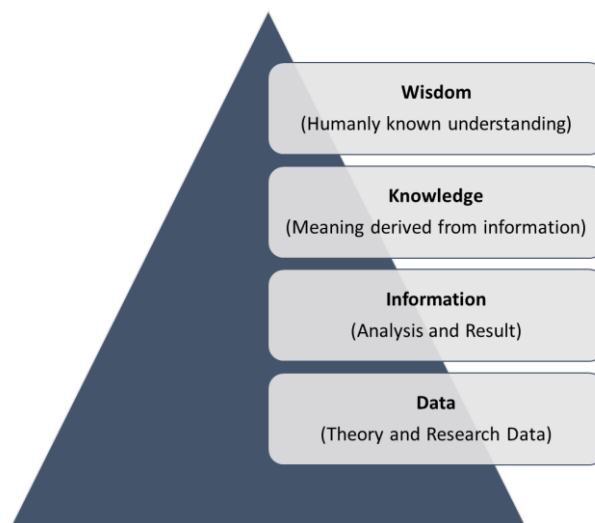 Wisdom
(Humanly known understanding)
Knowledge
(Meaning derived from information)
Information
(Analysis and Result)
Data
(Theory and Research Data)